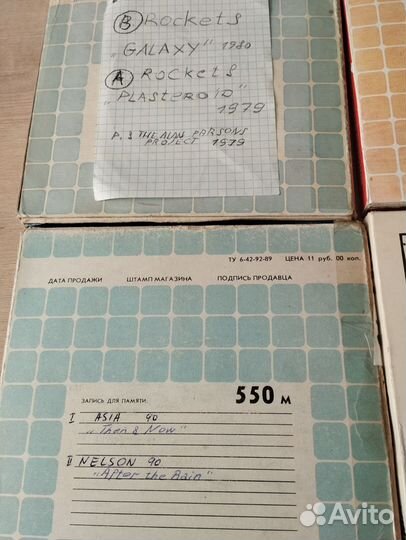 Ⓑ ROCKETS
„GALAXY" 1980
Ⓐ ROCKETS
„PLASTEROID"
1979
P.S THE ALAN PARSONS
PROJECT 1979
ТУ 6-42-92-89 ЦЕНА 11 руб. 00 коп.
ДАТА ПРОДАЖИ ШТАМП МАГАЗИНА ПОДПИСЬ ПРОДАВЦА
ЗАПИСЬ ДЛЯ ПАМЯТИ: 550 м
I ASIA 90
„Then & Now"
II NELSON 90
„After the Rain"
Avito